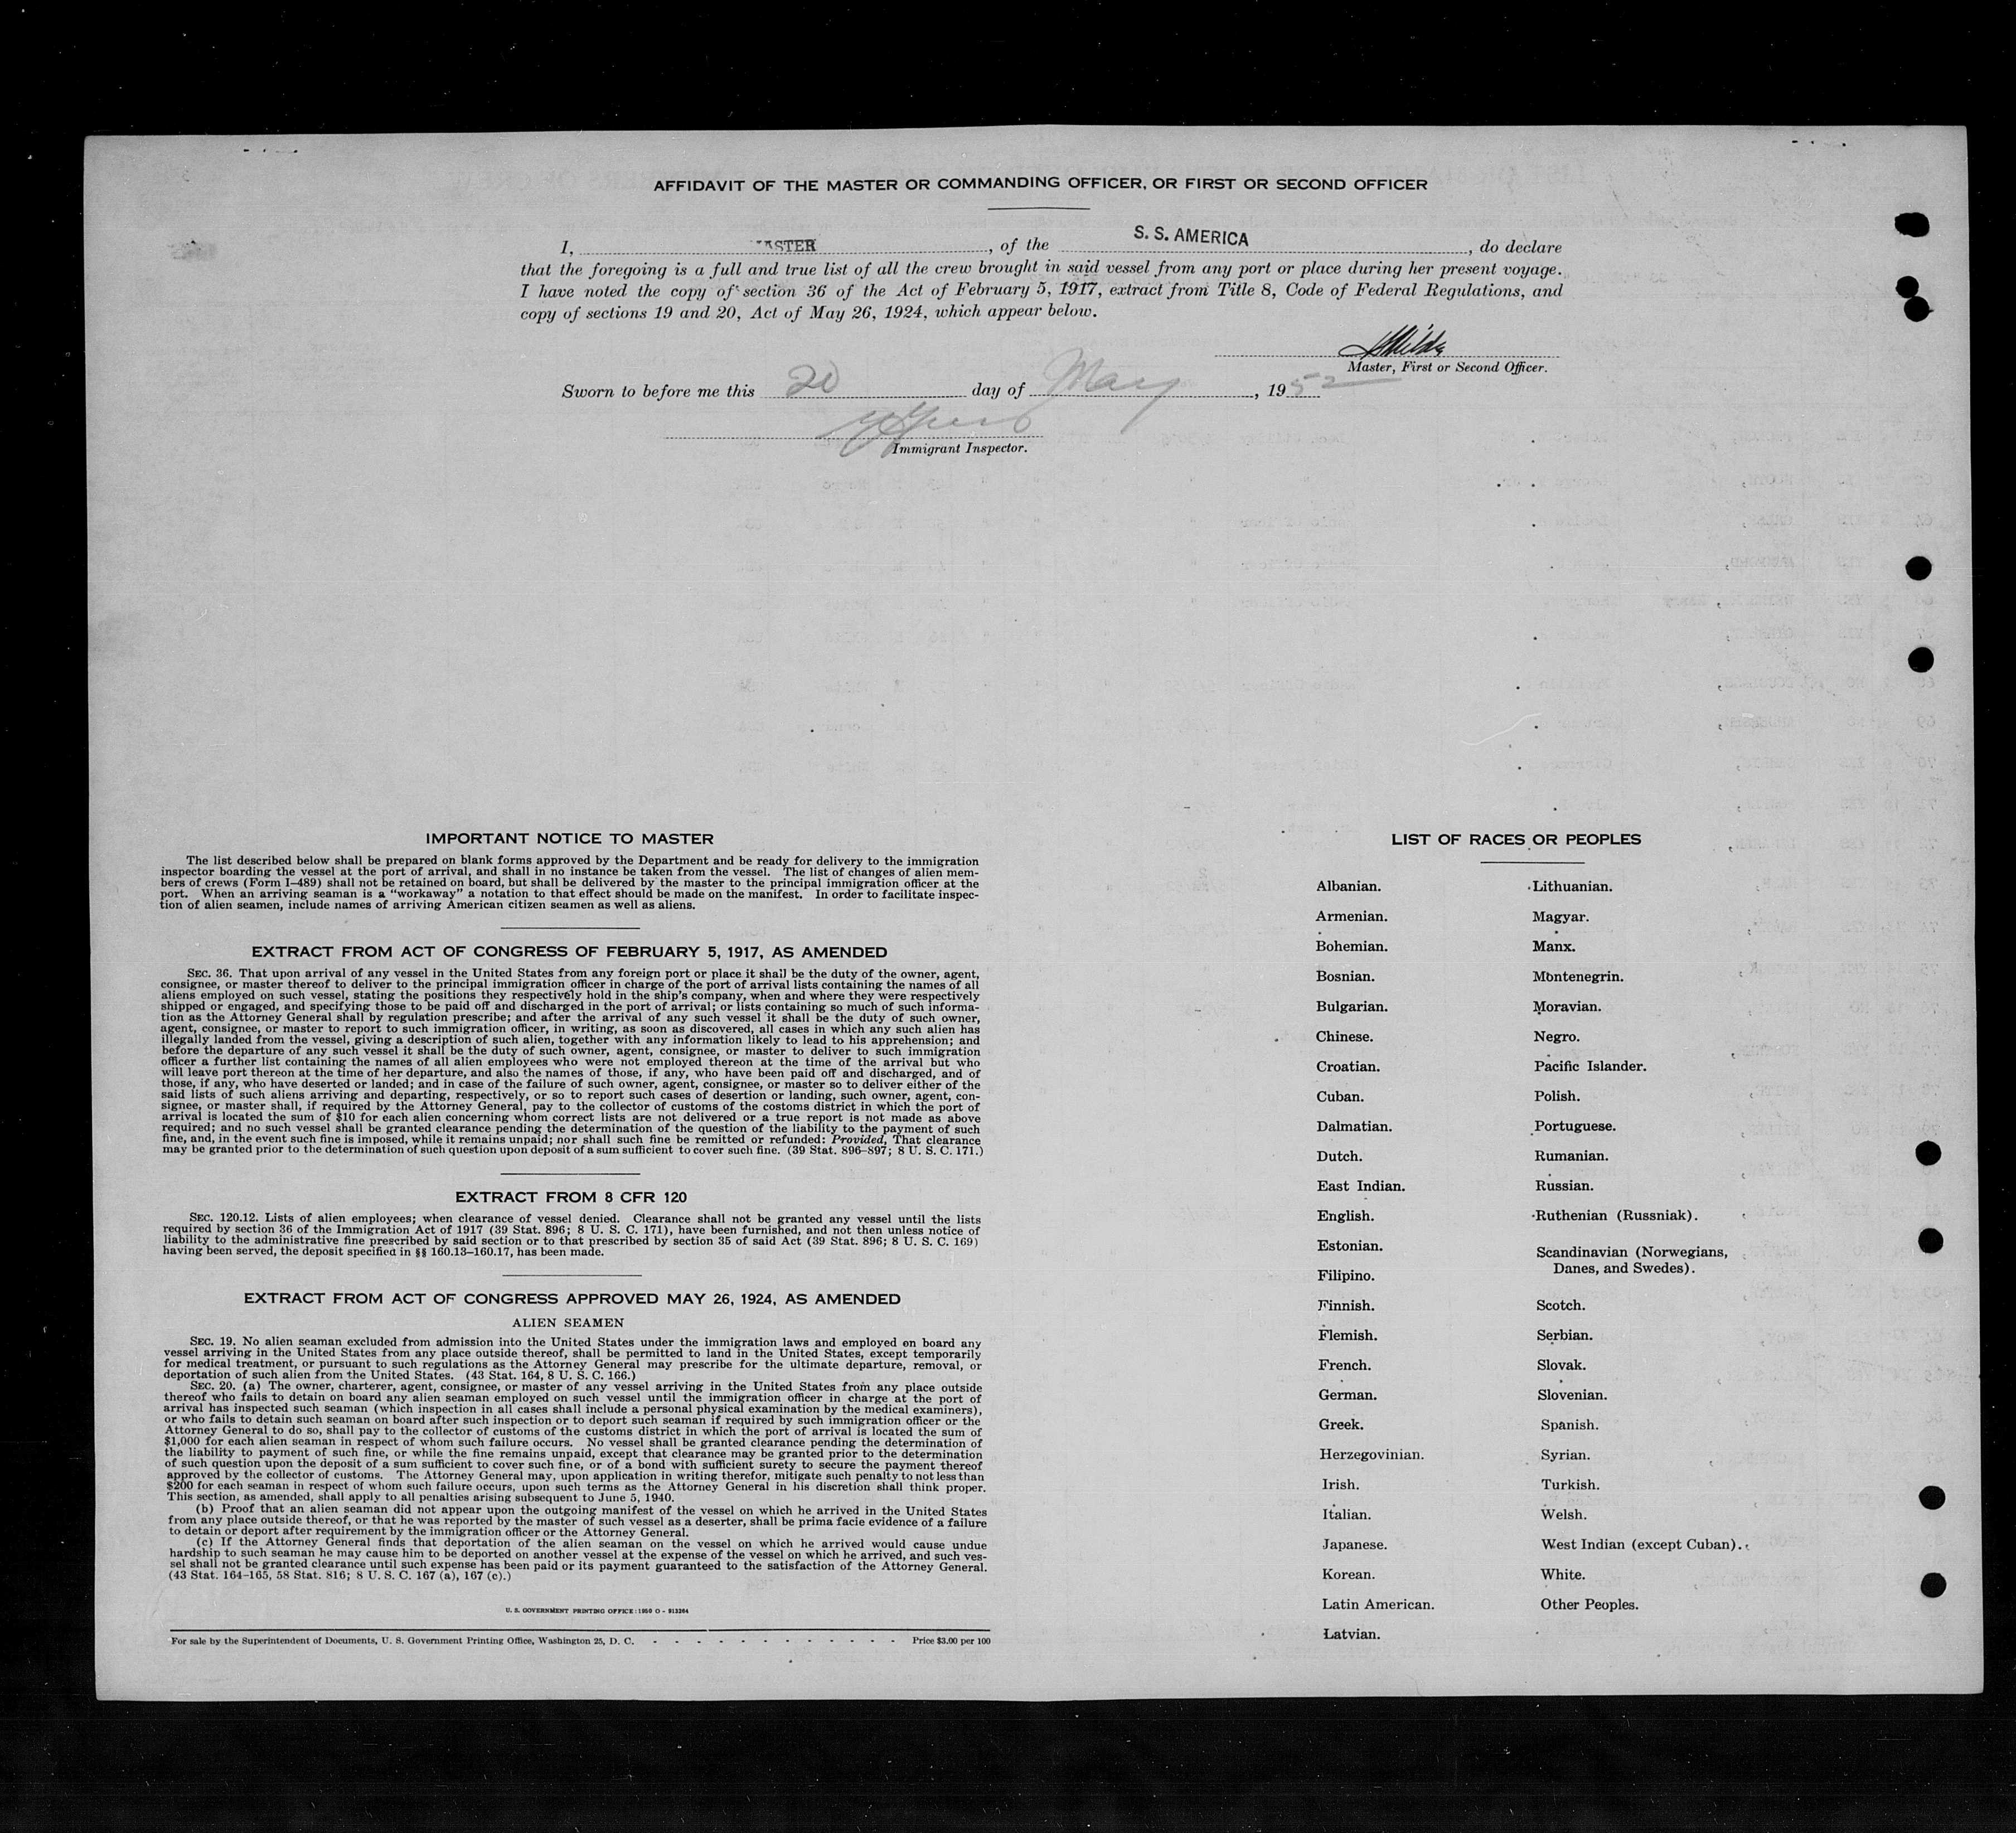 AFFIDAVIT OF THE MASTER OR COMMANDING OFFICER, OR FIRST OR SECOND OFFICER
I, MASTER, of the S. S. AMERICA, do declare
that the foregoing is a full and true list of all the crew brought in said vessel from any port or place during her present voyage.
I have noted the copy of section 36 of the Act of February 5, 1917, extract from Title 8, Code of Federal Regulations, and
copy of sections 19 and 20, Act of May 26, 1924, which appear below.
Master, First or Second Officer.
Sworn to before me this 20 day of May, 1952
Immigrant Inspector.
IMPORTANT NOTICE TO MASTER
The list described below shall be prepared on blank forms approved by the Department and be ready for delivery to the immigration
inspector boarding the vessel at the port of arrival, and shall in no instance be taken from the vessel. The list of changes of alien mem-
bers of crews (Form I–489) shall not be retained on board, but shall be delivered by the master to the principal immigration officer at the
port. When an arriving seaman is a “workaway” a notation to that effect should be made on the manifest. In order to facilitate inspec-
tion of alien seamen, include names of arriving American citizen seamen as well as aliens.
EXTRACT FROM ACT OF CONGRESS OF FEBRUARY 5, 1917, AS AMENDED
SEC. 36. That upon arrival of any vessel in the United States from any foreign port or place it shall be the duty of the owner, agent,
consignee, or master thereof to deliver to the principal immigration officer in charge of the port of arrival lists containing the names of all
aliens employed on such vessel, stating the positions they respectively hold in the ship's company, when and where they were respectively
shipped or engaged, and specifying those to be paid off and discharged in the port of arrival; or lists containing so much of such informa-
tion as the Attorney General shall by regulation prescribe; and after the arrival of any such vessel it shall be the duty of such owner,
agent, consignee, or master to report to such immigration officer, in writing, as soon as discovered, all cases in which any such alien has
illegally landed from the vessel, giving a description of such alien, together with any information likely to lead to his apprehension; and
before the departure of any such vessel it shall be the duty of such owner, agent, consignee, or master to deliver to such immigration
officer a further list containing the names of all alien employees who were not employed thereon at the time of the arrival but who
will leave port thereon at the time of her departure, and also the names of those, if any, who have been paid off and discharged, and of
those, if any, who have deserted or landed; and in case of the failure of such owner, agent, consignee, or master so to deliver either of the
said lists of such aliens arriving and departing, respectively, or so to report such cases of desertion or landing, such owner, agent, con-
signee, or master shall, if required by the Attorney General, pay to the collector of customs of the costoms district in which the port of
arrival is located the sum of $10 for each alien concerning whom correct lists are not delivered or a true report is not made as above
required; and no such vessel shall be granted clearance pending the determination of the question of the liability to the payment of such
fine, and, in the event such fine is imposed, while it remains unpaid; nor shall such fine be remitted or refunded: Provided, That clearance
may be granted prior to the determination of such question upon deposit of a sum sufficient to cover such fine. (39 Stat. 896–897; 8 U. S. C. 171.)
EXTRACT FROM 8 CFR 120
SEC. 120.12. Lists of alien employees; when clearance of vessel denied. Clearance shall not be granted any vessel until the lists
required by section 36 of the Immigration Act of 1917 (39 Stat. 896; 8 U. S. C. 171), have been furnished, and not then unless notice of
liability to the administrative fine prescribed by said section or to that prescribed by section 35 of said Act (39 Stat. 896; 8 U. S. C. 169)
having been served, the deposit specified in §§ 160.13–160.17, has been made.
EXTRACT FROM ACT OF CONGRESS APPROVED MAY 26, 1924, AS AMENDED
ALIEN SEAMEN
SEC. 19. No alien seaman excluded from admission into the United States under the immigration laws and employed on board any
vessel arriving in the United States from any place outside thereof, shall be permitted to land in the United States, except temporarily
for medical treatment, or pursuant to such regulations as the Attorney General may prescribe for the ultimate departure, removal, or
deportation of such alien from the United States. (43 Stat. 164, 8 U. S. C. 166.)
SEC. 20. (a) The owner, charterer, agent, consignee, or master of any vessel arriving in the United States from any place outside
thereof who fails to detain on board any alien seaman employed on such vessel until the immigration officer in charge at the port of
arrival has inspected such seaman (which inspection in all cases shall include a personal physical examination by the medical examiners),
or who fails to detain such seaman on board after such inspection or to deport such seaman if required by such immigration officer or the
Attorney General to do so, shall pay to the collector of customs of the customs district in which the port of arrival is located the sum of
$1,000 for each alien seaman in respect of whom such failure occurs. No vessel shall be granted clearance pending the determination of
the liability to payment of such fine, or while the fine remains unpaid, except that clearance may be granted prior to the determination
of such question upon the deposit of a sum sufficient to cover such fine, or of a bond with sufficient surety to secure the payment thereof
approved by the collector of customs. The Attorney General may, upon application in writing therefor, mitigate such penalty to not less than
$200 for each seaman in respect of whom such failure occurs, upon such terms as the Attorney General in his discretion shall think proper.
This section, as amended, shall apply to all penalties arising subsequent to June 5, 1940.
(b) Proof that an alien seaman did not appear upon the outgoing manifest of the vessel on which he arrived in the United States
from any place outside thereof, or that he was reported by the master of such vessel as a deserter, shall be prima facie evidence of a failure
to detain or deport after requirement by the immigration officer or the Attorney General.
(c) If the Attorney General finds that deportation of the alien seaman on the vessel on which he arrived would cause undue
hardship to such seaman he may cause him to be deported on another vessel at the expense of the vessel on which he arrived, and such ves-
sel shall not be granted clearance until such expense has been paid or its payment guaranteed to the satisfaction of the Attorney General.
(43 Stat. 164–165, 58 Stat. 816; 8 U. S. C. 167 (a), 167 (c).)
U. S. GOVERNMENT PRINTING OFFICE : 1950 O - 913264
For sale by the Superintendent of Documents, U. S. Government Printing Office, Washington 25, D. C. - - - - - - - - - - - - Price $3.00 per 100
LIST OF RACES OR PEOPLES
Albanian.
Armenian.
Bohemian.
Bosnian.
Bulgarian.
Chinese.
Croatian.
Cuban.
Dalmatian.
Dutch.
East Indian.
English.
Estonian.
Filipino.
Finnish.
Flemish.
French.
German.
Greek.
Herzegovinian.
Irish.
Italian.
Japanese.
Korean.
Latin American.
Latvian.
Lithuanian.
Magyar.
Manx.
Montenegrin.
Moravian.
Negro.
Pacific Islander.
Polish.
Portuguese.
Rumanian.
Russian.
Ruthenian (Russniak).
Scandinavian (Norwegians,
Danes, and Swedes).
Scotch.
Serbian.
Slovak.
Slovenian.
Spanish.
Syrian.
Turkish.
Welsh.
West Indian (except Cuban).
White.
Other Peoples.